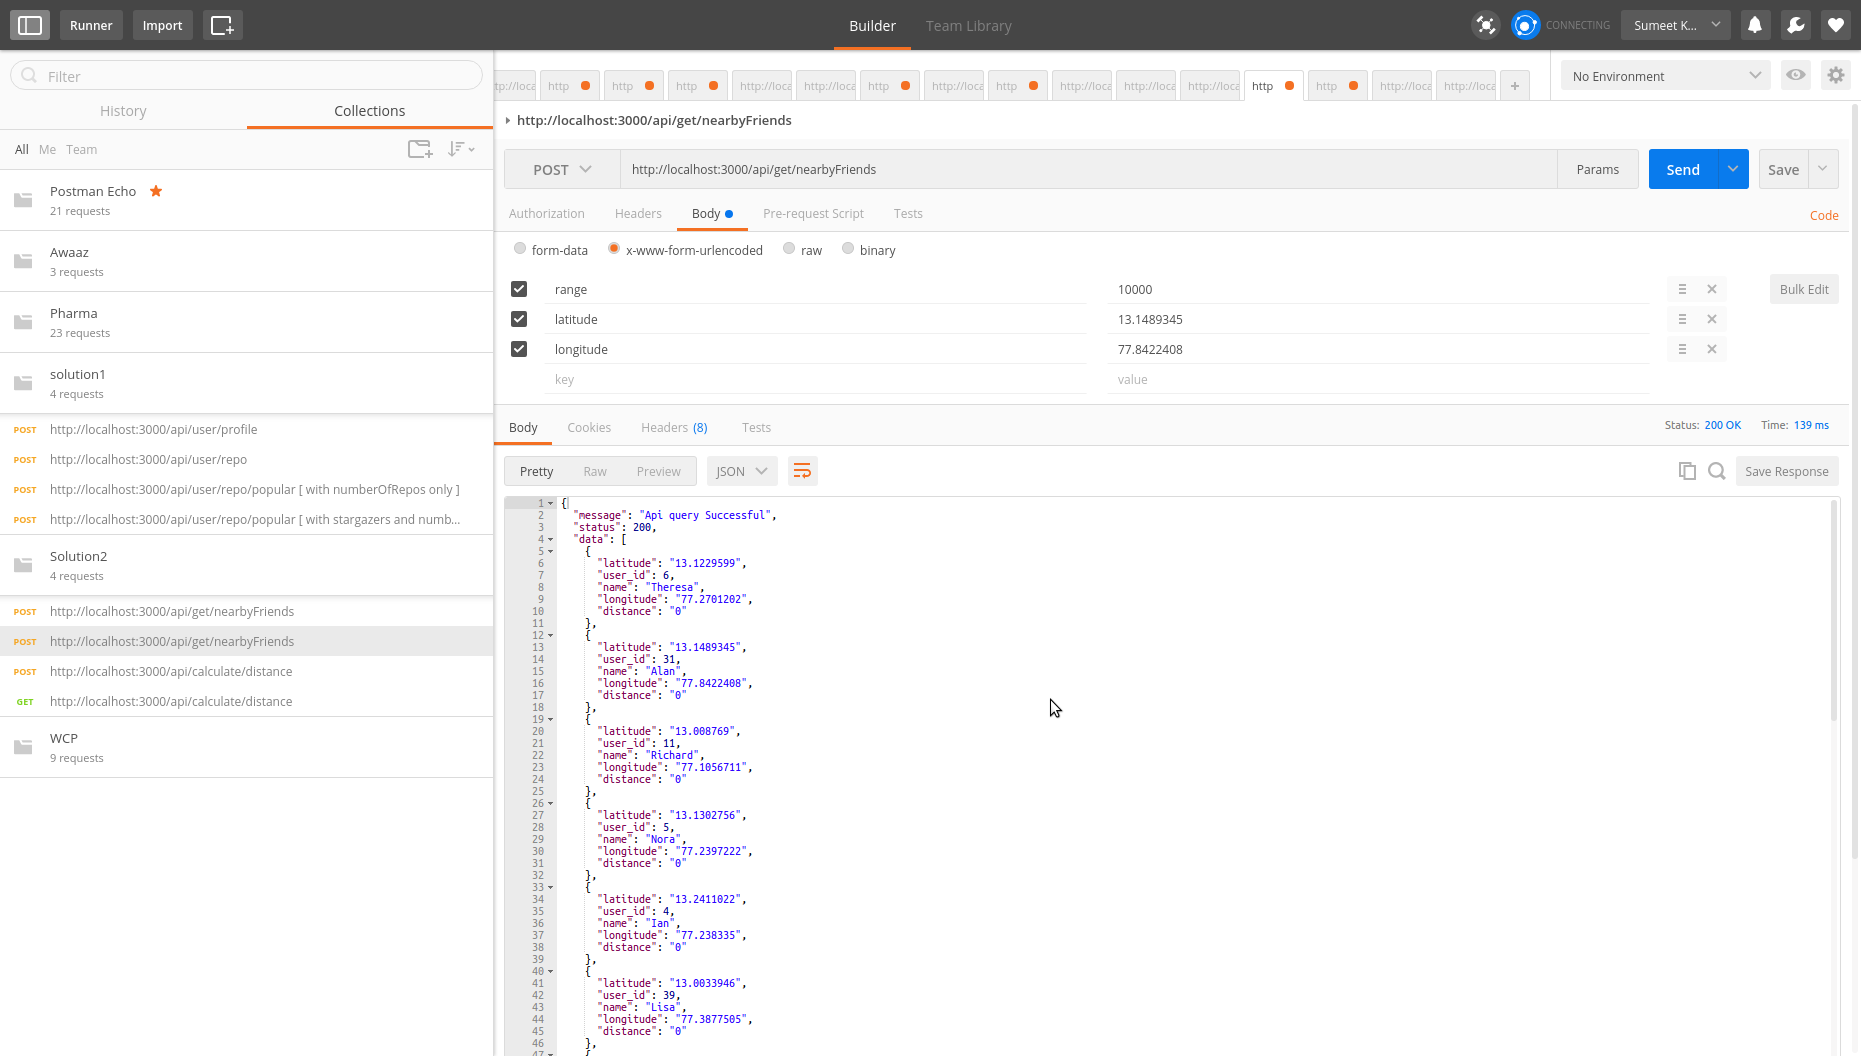 Runner Import Builder Team Library CONNECTING Sumeet K...
Filter
History Collections
All Me Team
Postman Echo
21 requests
Awaaz
3 requests
Pharma
23 requests
solution1
4 requests
POST http://localhost:3000/api/user/profile
POST http://localhost:3000/api/user/repo
POST http://localhost:3000/api/user/repo/popular [ with numberOfRepos only ]
POST http://localhost:3000/api/user/repo/popular [ with stargazers and numb...
Solution2
4 requests
POST http://localhost:3000/api/get/nearbyFriends
POST http://localhost:3000/api/get/nearbyFriends
POST http://localhost:3000/api/calculate/distance
GET http://localhost:3000/api/calculate/distance
WCP
9 requests
tp://loca http http http http://loca http://loca http http://loca http http://loca http://loca http://loca http http http://loca http://loca + No Environment
http://localhost:3000/api/get/nearbyFriends
POST http://localhost:3000/api/get/nearbyFriends Params Send Save
Authorization Headers Body Pre-request Script Tests Code
form-data x-www-form-urlencoded raw binary
range 10000 Bulk Edit
latitude 13.1489345
longitude 77.8422408
key value
Body Cookies Headers (8) Tests Status: 200 OK Time: 139 ms
Pretty Raw Preview JSON Save Response
1 {
2 "message": "Api query Successful",
3 "status": 200,
4 "data": [
5 {
6 "latitude": "13.1229599",
7 "user_id": 6,
8 "name": "Theresa",
9 "longitude": "77.2701202",
10 "distance": "0"
11 },
12 {
13 "latitude": "13.1489345",
14 "user_id": 31,
15 "name": "Alan",
16 "longitude": "77.8422408",
17 "distance": "0"
18 },
19 {
20 "latitude": "13.008769",
21 "user_id": 11,
22 "name": "Richard",
23 "longitude": "77.1056711",
24 "distance": "0"
25 },
26 {
27 "latitude": "13.1302756",
28 "user_id": 5,
29 "name": "Nora",
30 "longitude": "77.2397222",
31 "distance": "0"
32 },
33 {
34 "latitude": "13.2411022",
35 "user_id": 4,
36 "name": "Ian",
37 "longitude": "77.238335",
38 "distance": "0"
39 },
40 {
41 "latitude": "13.0033946",
42 "user_id": 39,
43 "name": "Lisa",
44 "longitude": "77.3877505",
45 "distance": "0"
46 },
47 {